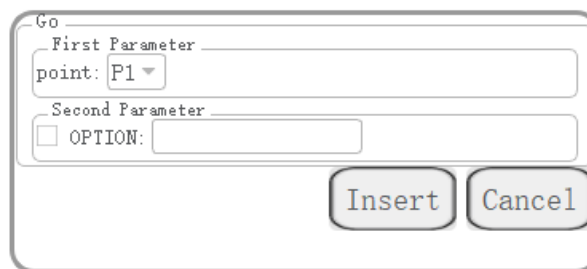 Go
First Parameter
point: P1
Second Parameter
OPTION:
Insert Cancel